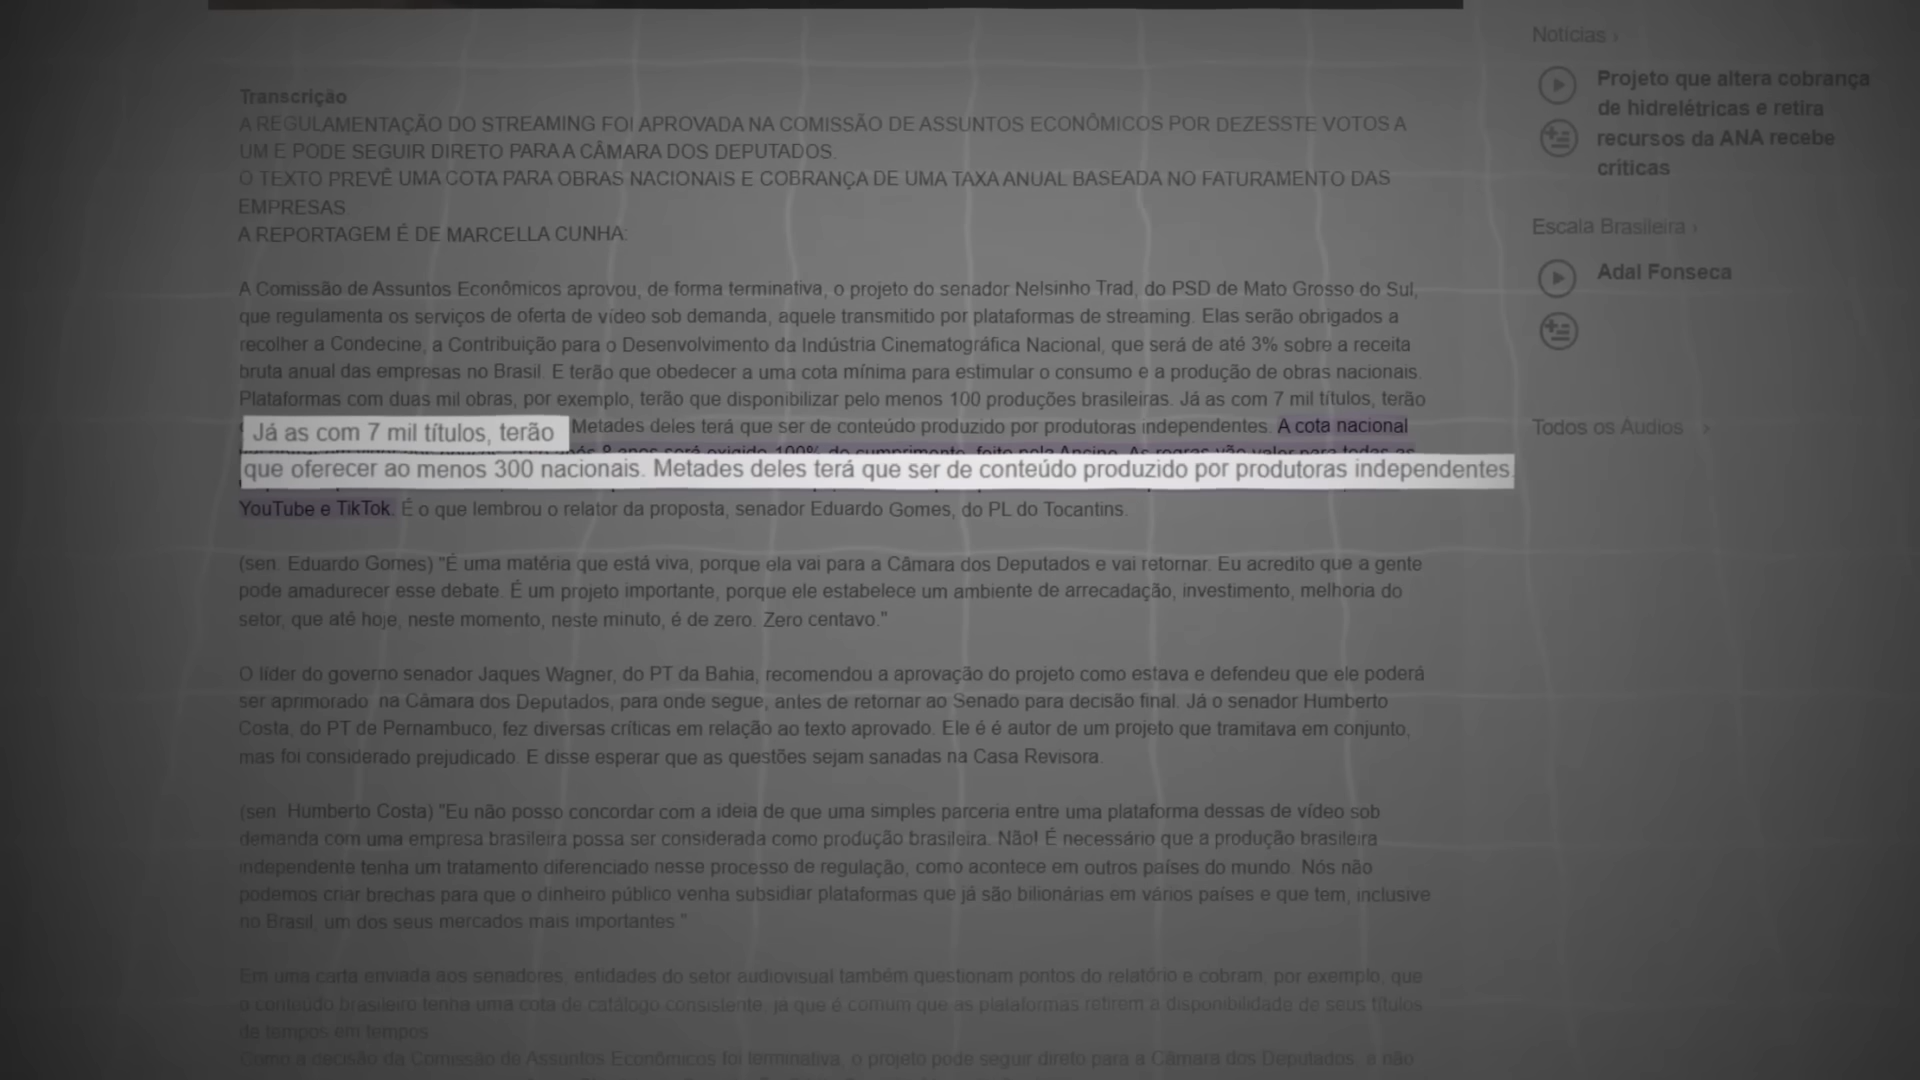 Transcrição
A REGULAMENTAÇÃO DO STREAMING FOI APROVADA NA COMISSÃO DE ASSUNTOS ECONÔMICOS POR DEZESSTE VOTOS A
UM E PODE SEGUIR DIRETO PARA A CÂMARA DOS DEPUTADOS.
O TEXTO PREVÊ UMA COTA PARA OBRAS NACIONAIS E COBRANÇA DE UMA TAXA ANUAL BASEADA NO FATURAMENTO DAS
EMPRESAS.
A REPORTAGEM É DE MARCELLA CUNHA:
A Comissão de Assuntos Econômicos aprovou, de forma terminativa, o projeto do senador Nelsinho Trad, do PSD de Mato Grosso do Sul,
que regulamenta os serviços de oferta de vídeo sob demanda, aquele transmitido por plataformas de streaming. Elas serão obrigados a
recolher a Condecine, a Contribuição para o Desenvolvimento da Indústria Cinematográfica Nacional, que será de até 3% sobre a receita
bruta anual das empresas no Brasil. E terão que obedecer a uma cota mínima para estimular o consumo e a produção de obras nacionais.
Plataformas com duas mil obras, por exemplo, terão que disponibilizar pelo menos 100 produções brasileiras. Já as com 7 mil títulos, terão
Já as com 7 mil títulos, terão Metades deles terá que ser de conteúdo produzido por produtoras independentes. A cota nacional
8 anos será exigido 100% do cumprimento, feito pela Ancine. As regras vão valer para todas as
que oferecer ao menos 300 nacionais. Metades deles terá que ser de conteúdo produzido por produtoras independentes.
YouTube e TikTok. É o que lembrou o relator da proposta, senador Eduardo Gomes, do PL do Tocantins.
(sen. Eduardo Gomes) "É uma matéria que está viva, porque ela vai para a Câmara dos Deputados e vai retornar. Eu acredito que a gente
pode amadurecer esse debate. É um projeto importante, porque ele estabelece um ambiente de arrecadação, investimento, melhoria do
setor, que até hoje, neste momento, neste minuto, é de zero. Zero centavo."
O líder do governo senador Jaques Wagner, do PT da Bahia, recomendou a aprovação do projeto como estava e defendeu que ele poderá
ser aprimorado na Câmara dos Deputados, para onde segue, antes de retornar ao Senado para decisão final. Já o senador Humberto
Costa, do PT de Pernambuco, fez diversas críticas em relação ao texto aprovado. Ele é é autor de um projeto que tramitava em conjunto,
mas foi considerado prejudicado. E disse esperar que as questões sejam sanadas na Casa Revisora.
(sen. Humberto Costa) "Eu não posso concordar com a ideia de que uma simples parceria entre uma plataforma dessas de vídeo sob
demanda com uma empresa brasileira possa ser considerada como produção brasileira. Não! É necessário que a produção brasileira
independente tenha um tratamento diferenciado nesse processo de regulação, como acontece em outros países do mundo. Nós não
podemos criar brechas para que o dinheiro público venha subsidiar plataformas que já são bilionárias em vários países e que tem, inclusive
no Brasil, um dos seus mercados mais importantes."
Em uma carta enviada aos senadores, entidades do setor audiovisual também questionam pontos do relatório e cobram, por exemplo, que
o conteúdo brasileiro tenha uma cota de catálogo consistente, já que é comum que as plataformas retirem a disponibilidade de seus títulos
de tempos em tempos.
Como a decisão da Comissão de Assuntos Econômicos foi terminativa, o projeto pode seguir direto para a Câmara dos Deputados, a não
Notícias ›
Projeto que altera cobrança
de hidrelétricas e retira
recursos da ANA recebe
críticas
Escala Brasileira ›
Adal Fonseca
Todos os Áudios ›